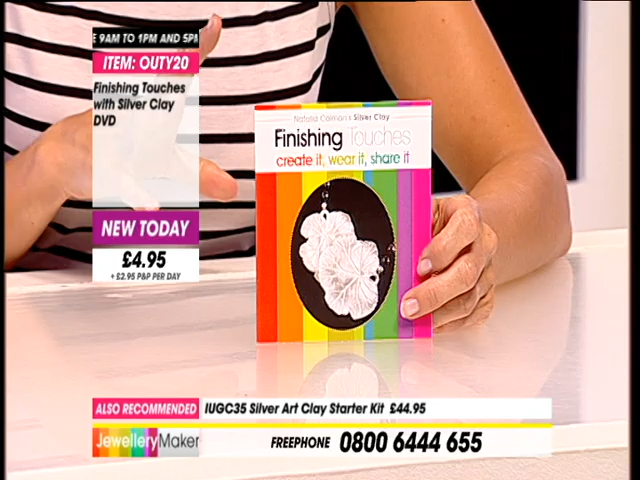 E 9AM TO 1PM AND 5PM
ITEM: OUTY20
Finishing Touches
with Silver Clay
DVD
NEW TODAY
£4.95
+ £2.95 P&P PER DAY
Natalia Colman's Silver Clay
Finishing Touches
create it, wear it, share it
ALSO RECOMMENDED IUGC35 Silver Art Clay Starter Kit £44.95
JewelleryMaker FREEPHONE 0800 6444 655